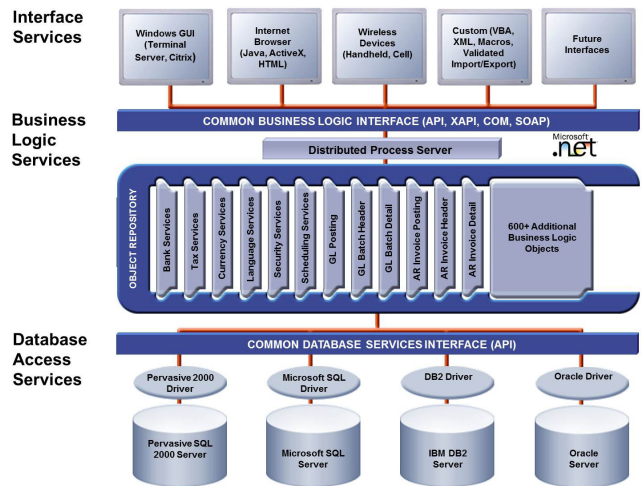 Interface
Services
Windows GUI
(Terminal
Server, Citrix)
Internet
Browser
(Java, ActiveX,
HTML)
Wireless
Devices
(Handheld, Cell)
Custom (VBA,
XML, Macros,
Validated
Import/Export)
Future
Interfaces
Business
Logic
Services
COMMON BUSINESS LOGIC INTERFACE (API, XAPI, COM, SOAP)
Distributed Process Server
Microsoft
.net
OBJECT REPOSITORY
Bank Services
Tax Services
Currency Services
Language Services
Security Services
Scheduling Services
GL Posting
GL Batch Header
GL Batch Detail
AR Invoice Posting
AR Invoice Header
AR Invoice Detail
600+ Additional
Business Logic
Objects
Database
Access
Services
COMMON DATABASE SERVICES INTERFACE (API)
Pervasive 2000
Driver
Microsoft SQL
Driver
DB2 Driver
Oracle Driver
Pervasive SQL
2000 Server
Microsoft SQL
Server
IBM DB2
Server
Oracle
Server